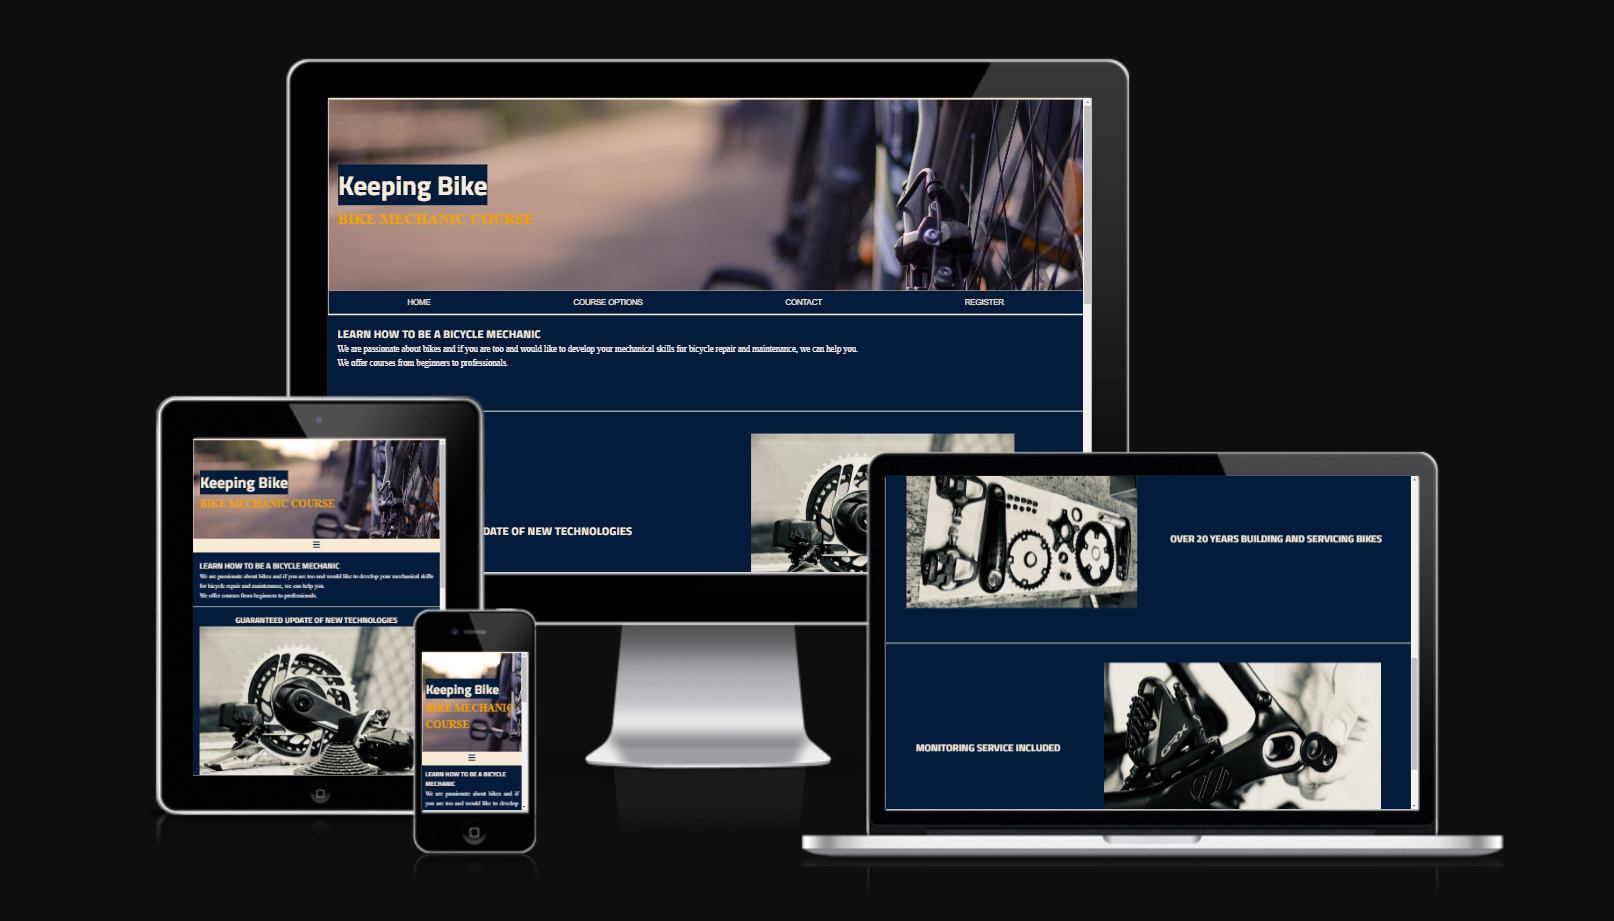 Keeping Bike
BIKE MECHANIC COURSE
HOME
COURSE OPTIONS
CONTACT
REGISTER
LEARN HOW TO BE A BICYCLE MECHANIC
We are passionate about bikes and if you are too and would like to develop your mechanical skills for bicycle repair and maintenance, we can help you.
We offer courses from beginners to professionals.
DATE OF NEW TECHNOLOGIES
Keeping Bike
BIKE MECHANIC COURSE
LEARN HOW TO BE A BICYCLE MECHANIC
We are passionate about bikes and if you are too and would like to develop your mechanical skills
for bicycle repair and maintenance, we can help you.
We offer courses from beginners to professionals.
GUARANTEED UPDATE OF NEW TECHNOLOGIES
Keeping Bike
BIKE MECHANIC
COURSE
LEARN HOW TO BE A BICYCLE
MECHANIC
We are passionate about bikes and if
you are too and would like to develop
OVER 20 YEARS BUILDING AND SERVICING BIKES
MONITORING SERVICE INCLUDED
GRX